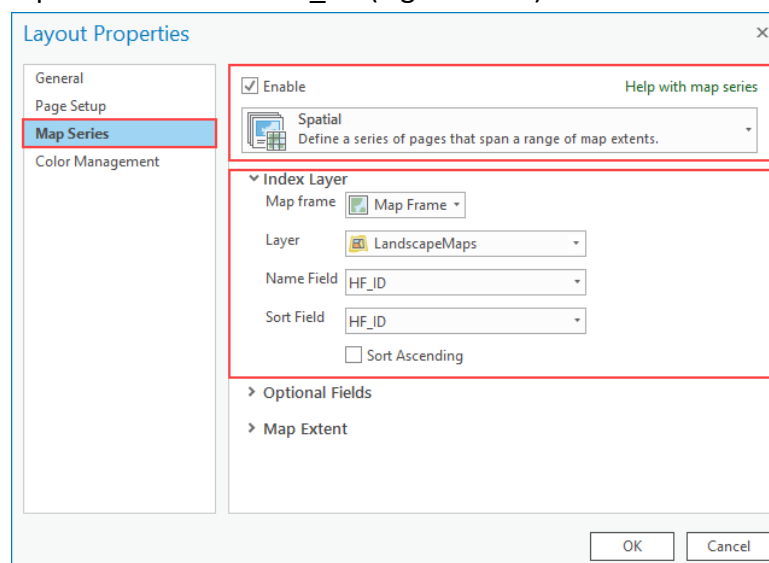 Layout Properties
General
Page Setup
Map Series
Color Management
Enable
Help with map series
Spatial
Define a series of pages that span a range of map extents.
Index Layer
Map frame Map Frame
Layer LandscapeMaps
Name Field HF_ID
Sort Field HF_ID
Sort Ascending
Optional Fields
Map Extent
OK Cancel